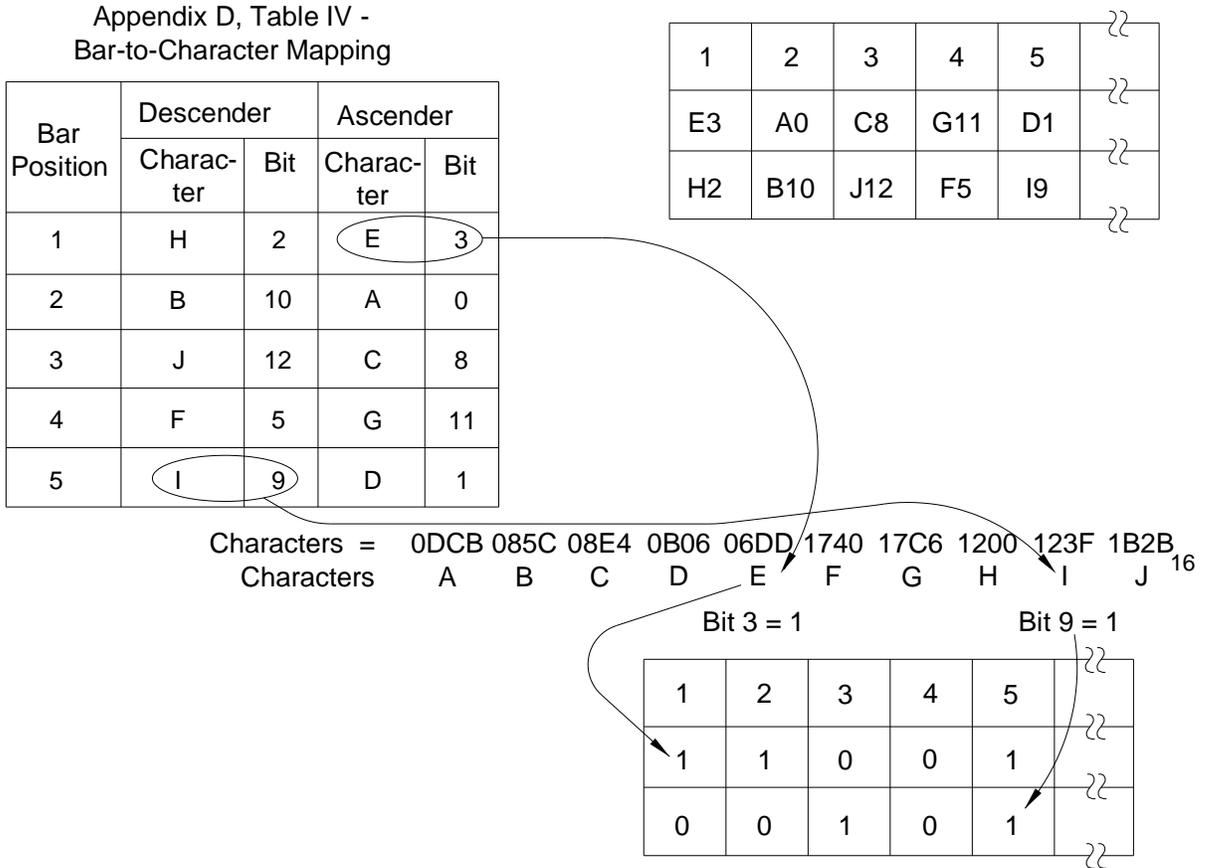 Appendix D, Table IV -
Bar-to-Character Mapping
Bar Position Descender Ascender
Charac-ter Bit Charac-ter Bit
1 H 2 E 3
2 B 10 A 0
3 J 12 C 8
4 F 5 G 11
5 I 9 D 1
1 2 3 4 5
E3 A0 C8 G11 D1
H2 B10 J12 F5 I9
Characters = 0DCB 085C 08E4 0B06 06DD 1740 17C6 1200 123F 1B2B 16
Characters A B C D E F G H I J
Bit 3 = 1 Bit 9 = 1
1 2 3 4 5
1 1 0 0 1
0 0 1 0 1